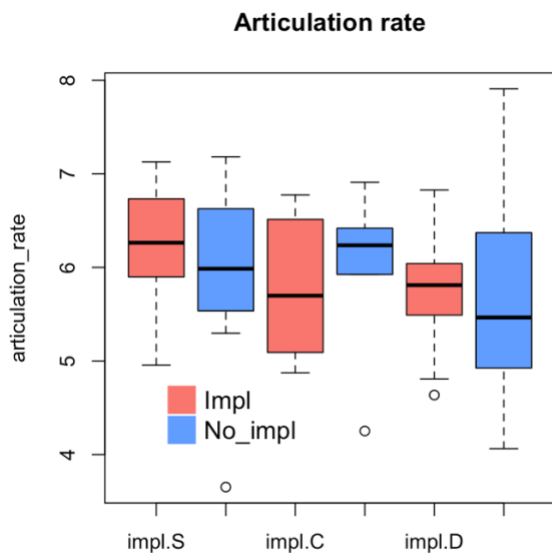 Articulation rate
articulation_rate
8
7
6
5
4
Impl
No_impl
impl.S impl.C impl.D